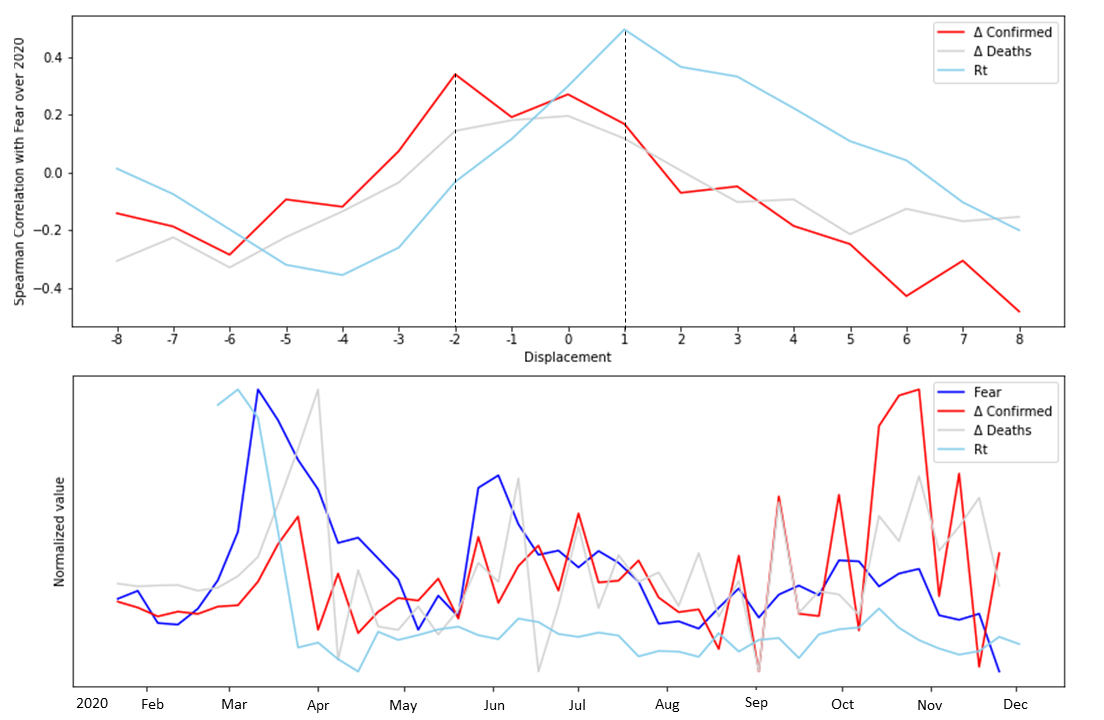 Spearman Correlation with Fear over 2020
0.4
0.2
0.0
−0.2
−0.4
Δ Confirmed
Δ Deaths
Rt
-8 -7 -6 -5 -4 -3 -2 -1 0 1 2 3 4 5 6 7 8
Displacement
Normalized value
Fear
Δ Confirmed
Δ Deaths
Rt
2020 Feb Mar Apr May Jun Jul Aug Sep Oct Nov Dec